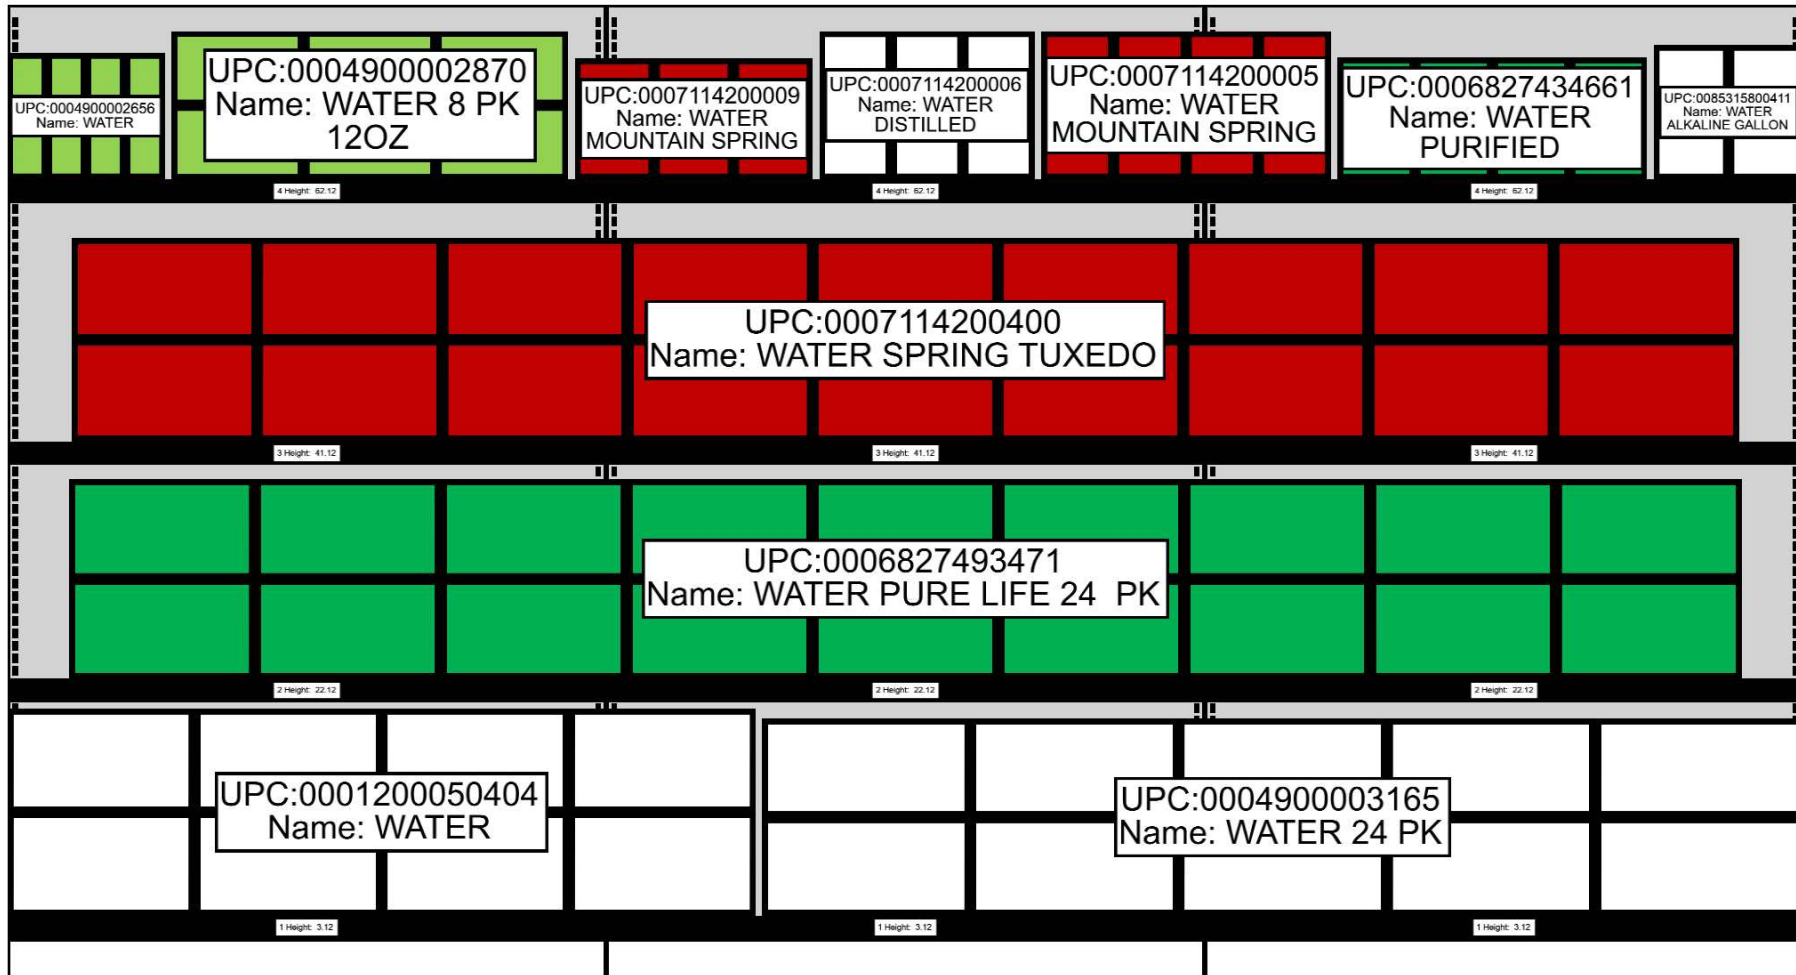 UPC:0004900002656
Name: WATER
UPC:0004900002870
Name: WATER 8 PK
12OZ
UPC:0007114200009
Name: WATER
MOUNTAIN SPRING
UPC:0007114200006
Name: WATER
DISTILLED
UPC:0007114200005
Name: WATER
MOUNTAIN SPRING
UPC:0006827434661
Name: WATER
PURIFIED
UPC:0085315800411
Name: WATER
ALKALINE GALLON
4 Height: 62.12
4 Height: 62.12
4 Height: 62.12
UPC:0007114200400
Name: WATER SPRING TUXEDO
3 Height: 41.12
3 Height: 41.12
3 Height: 41.12
UPC:0006827493471
Name: WATER PURE LIFE 24 PK
2 Height: 22.12
2 Height: 22.12
2 Height: 22.12
UPC:0001200050404
Name: WATER
UPC:0004900003165
Name: WATER 24 PK
1 Height: 3.12
1 Height: 3.12
1 Height: 3.12